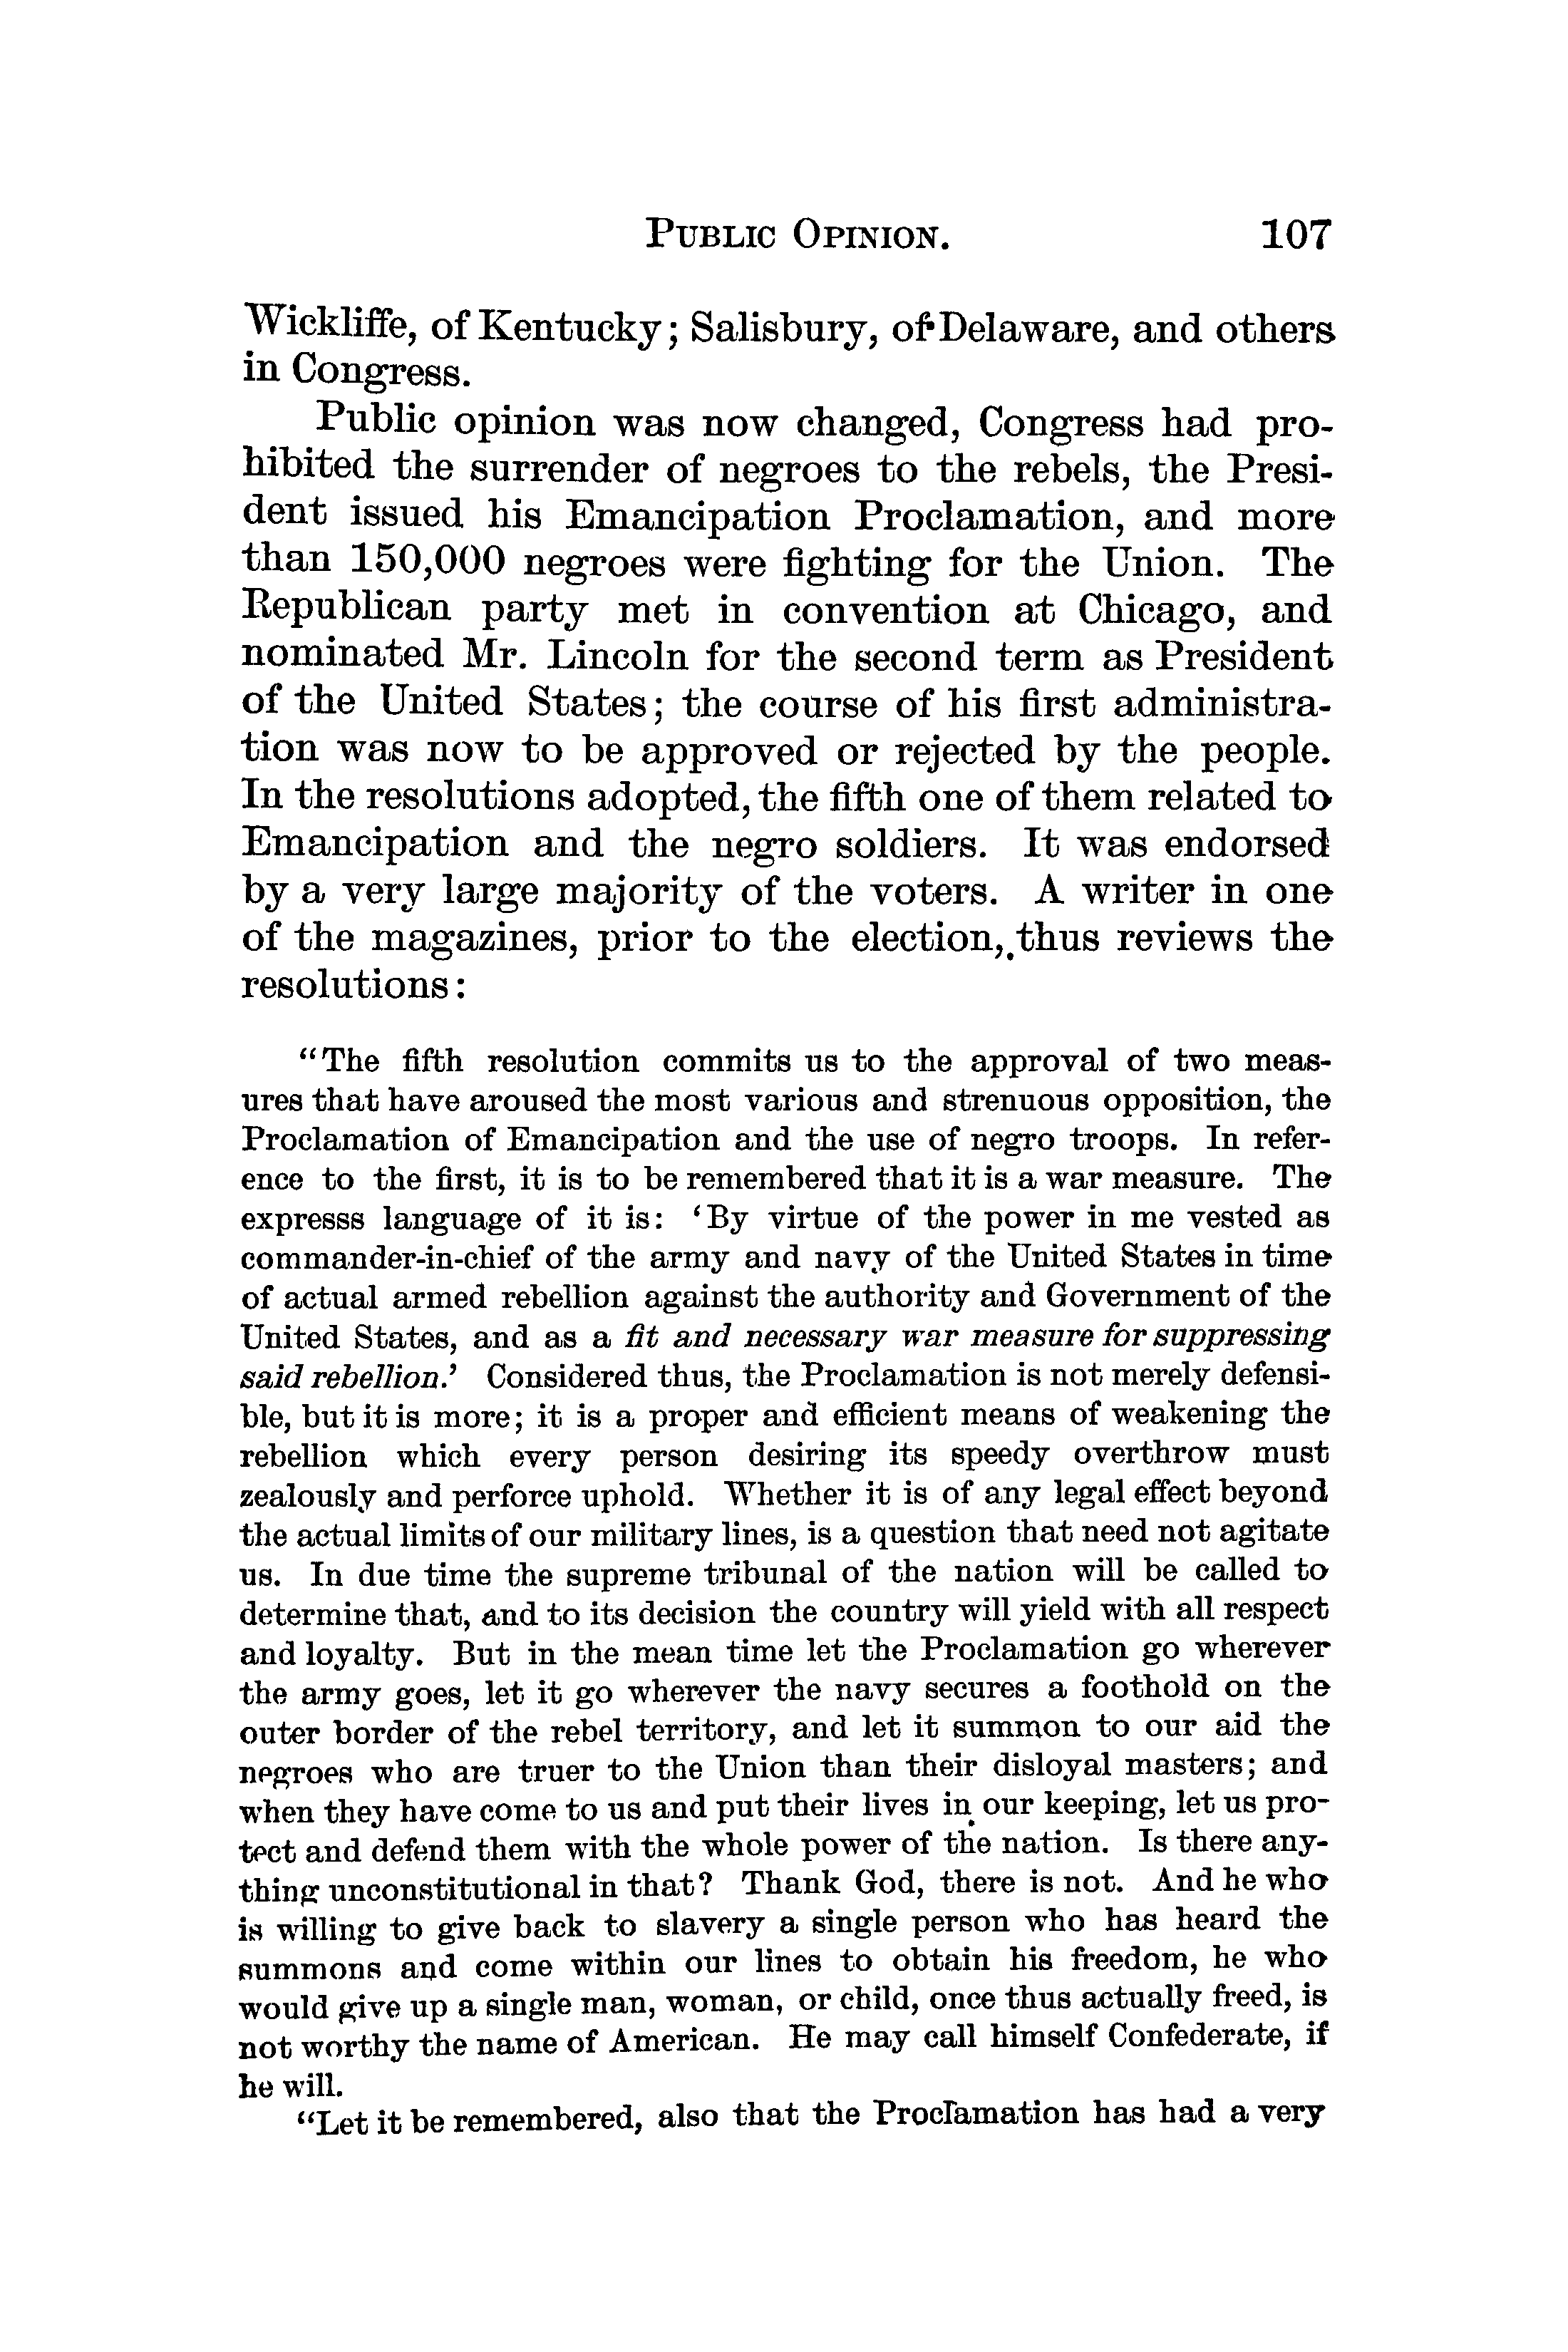 PUBLIC OPINION. 107
Wickliffe, of Kentucky; Salisbury, of Delaware, and others
in Congress.
Public opinion was now changed, Congress had pro-
hibited the surrender of negroes to the rebels, the Presi-
dent issued his Emancipation Proclamation, and more
than 150,000 negroes were fighting for the Union. The
Republican party met in convention at Chicago, and
nominated Mr. Lincoln for the second term as President
of the United States; the course of his first administra-
tion was now to be approved or rejected by the people.
In the resolutions adopted, the fifth one of them related to
Emancipation and the negro soldiers. It was endorsed
by a very large majority of the voters. A writer in one
of the magazines, prior to the election, thus reviews the
resolutions:
"The fifth resolution commits us to the approval of two meas-
ures that have aroused the most various and strenuous opposition, the
Proclamation of Emancipation and the use of negro troops. In refer-
ence to the first, it is to be remembered that it is a war measure. The
expresss language of it is: 'By virtue of the power in me vested as
commander-in-chief of the army and navy of the United States in time
of actual armed rebellion against the authority and Government of the
United States, and as a fit and necessary war measure for suppressing
said rebellion.' Considered thus, the Proclamation is not merely defensi-
ble, but it is more; it is a proper and efficient means of weakening the
rebellion which every person desiring its speedy overthrow must
zealously and perforce uphold. Whether it is of any legal effect beyond
the actual limits of our military lines, is a question that need not agitate
us. In due time the supreme tribunal of the nation will be called to
determine that, and to its decision the country will yield with all respect
and loyalty. But in the mean time let the Proclamation go wherever
the army goes, let it go wherever the navy secures a foothold on the
outer border of the rebel territory, and let it summon to our aid the
negroes who are truer to the Union than their disloyal masters; and
when they have come to us and put their lives in our keeping, let us pro-
tect and defend them with the whole power of the nation. Is there any-
thing unconstitutional in that? Thank God, there is not. And he who
is willing to give back to slavery a single person who has heard the
summons and come within our lines to obtain his freedom, he who
would give up a single man, woman, or child, once thus actually freed, is
not worthy the name of American. He may call himself Confederate, if
he will.
"Let it be remembered, also that the Proclamation has had a very